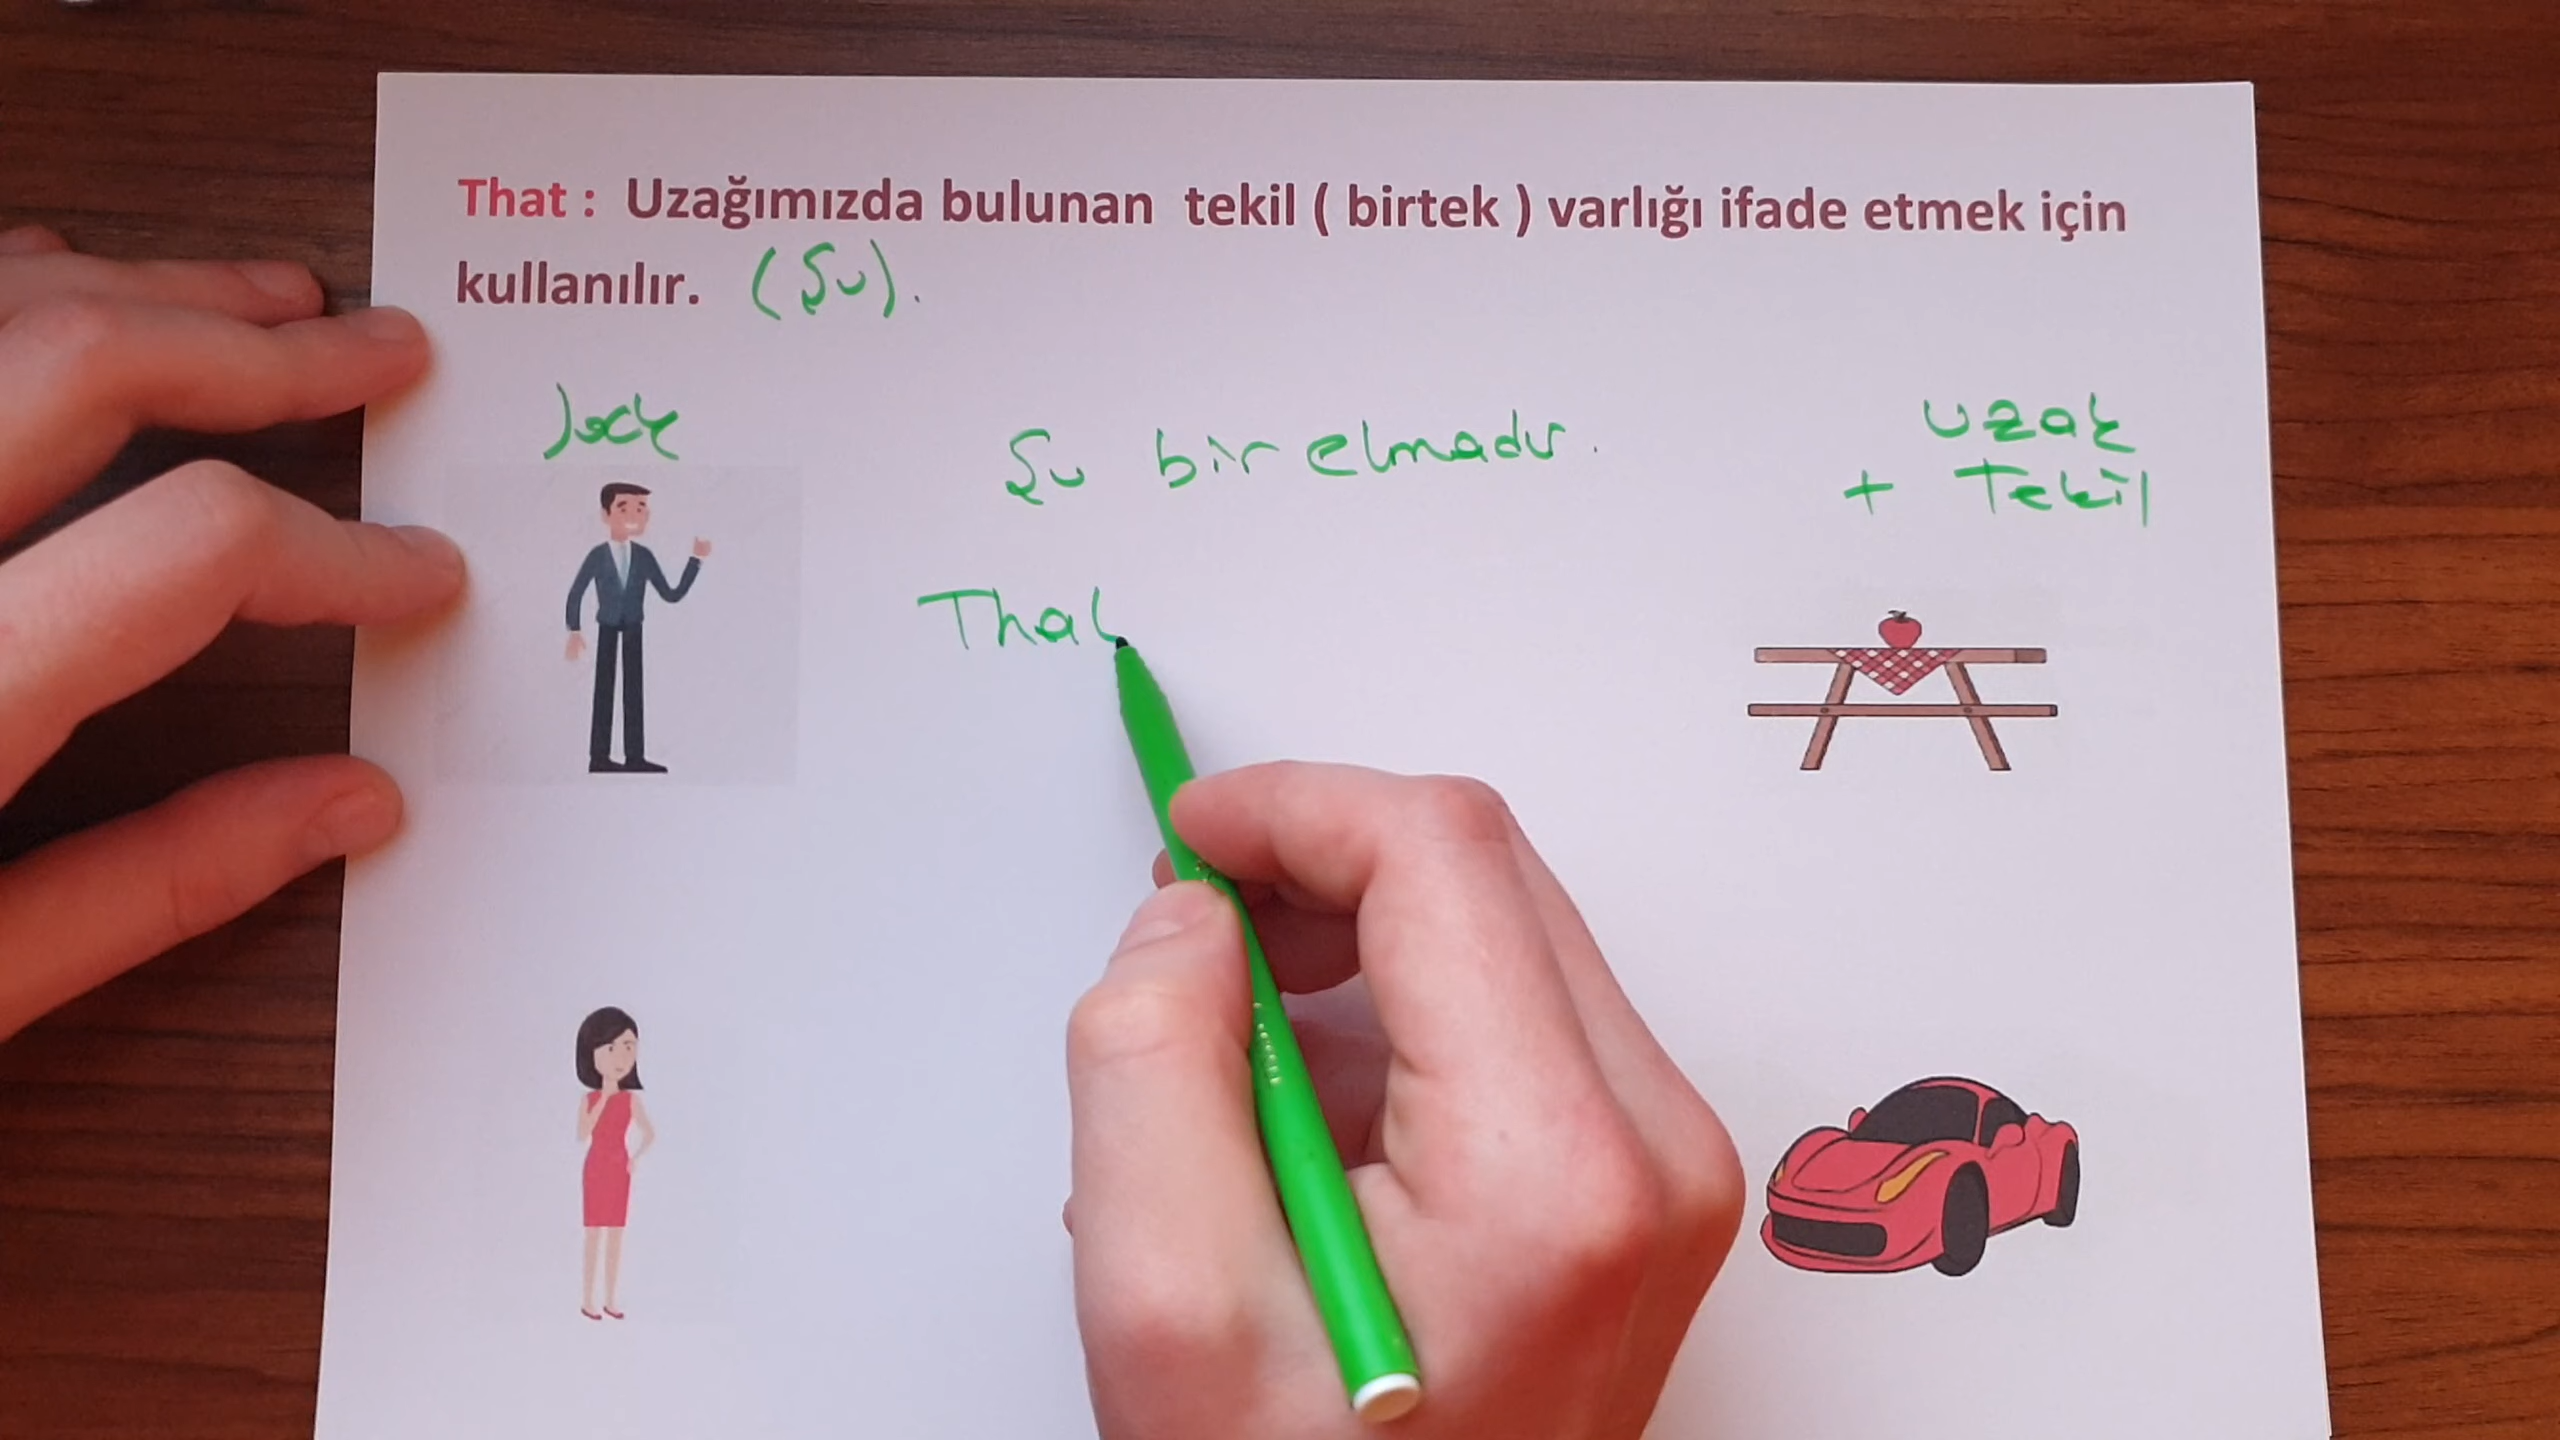 That : Uzağımızda bulunan tekil ( birtek ) varlığı ifade etmek için
kullanılır. (Şu).
Jack
Şu bir elmadır.
uzak
+ Tekil
That